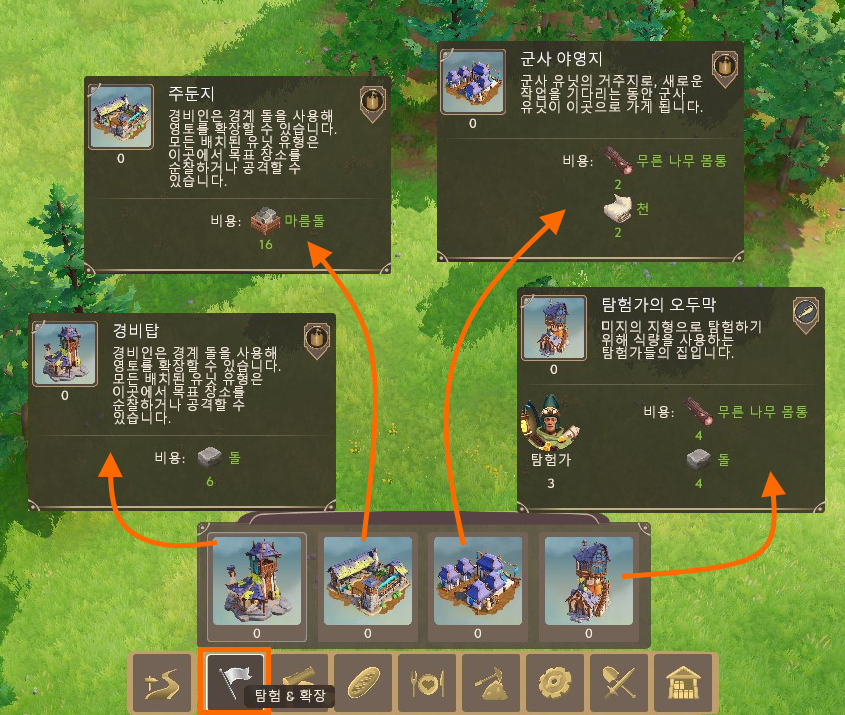 주둔지
경비인은 경계 돌을 사용해
영토를 확장할 수 있습니다.
모든 배치된 유닛 유형은
이곳에서 목표 장소를
순찰하거나 공격할 수
있습니다.
0
비용: 마름돌
16
군사 야영지
군사 유닛의 거주지로, 새로운
작업을 기다리는 동안 군사
유닛이 이곳으로 가게 됩니다.
0
비용: 무른 나무 몸통
2
천
2
경비탑
경비인은 경계 돌을 사용해
영토를 확장할 수 있습니다.
모든 배치된 유닛 유형은
이곳에서 목표 장소를
순찰하거나 공격할 수
있습니다.
0
비용: 돌
6
탐험가의 오두막
미지의 지형으로 탐험하기
위해 식량을 사용하는
탐험가들의 집입니다.
0
탐험가
3
비용: 무른 나무 몸통
4
돌
4
0 0 0 0
탐험 & 확장